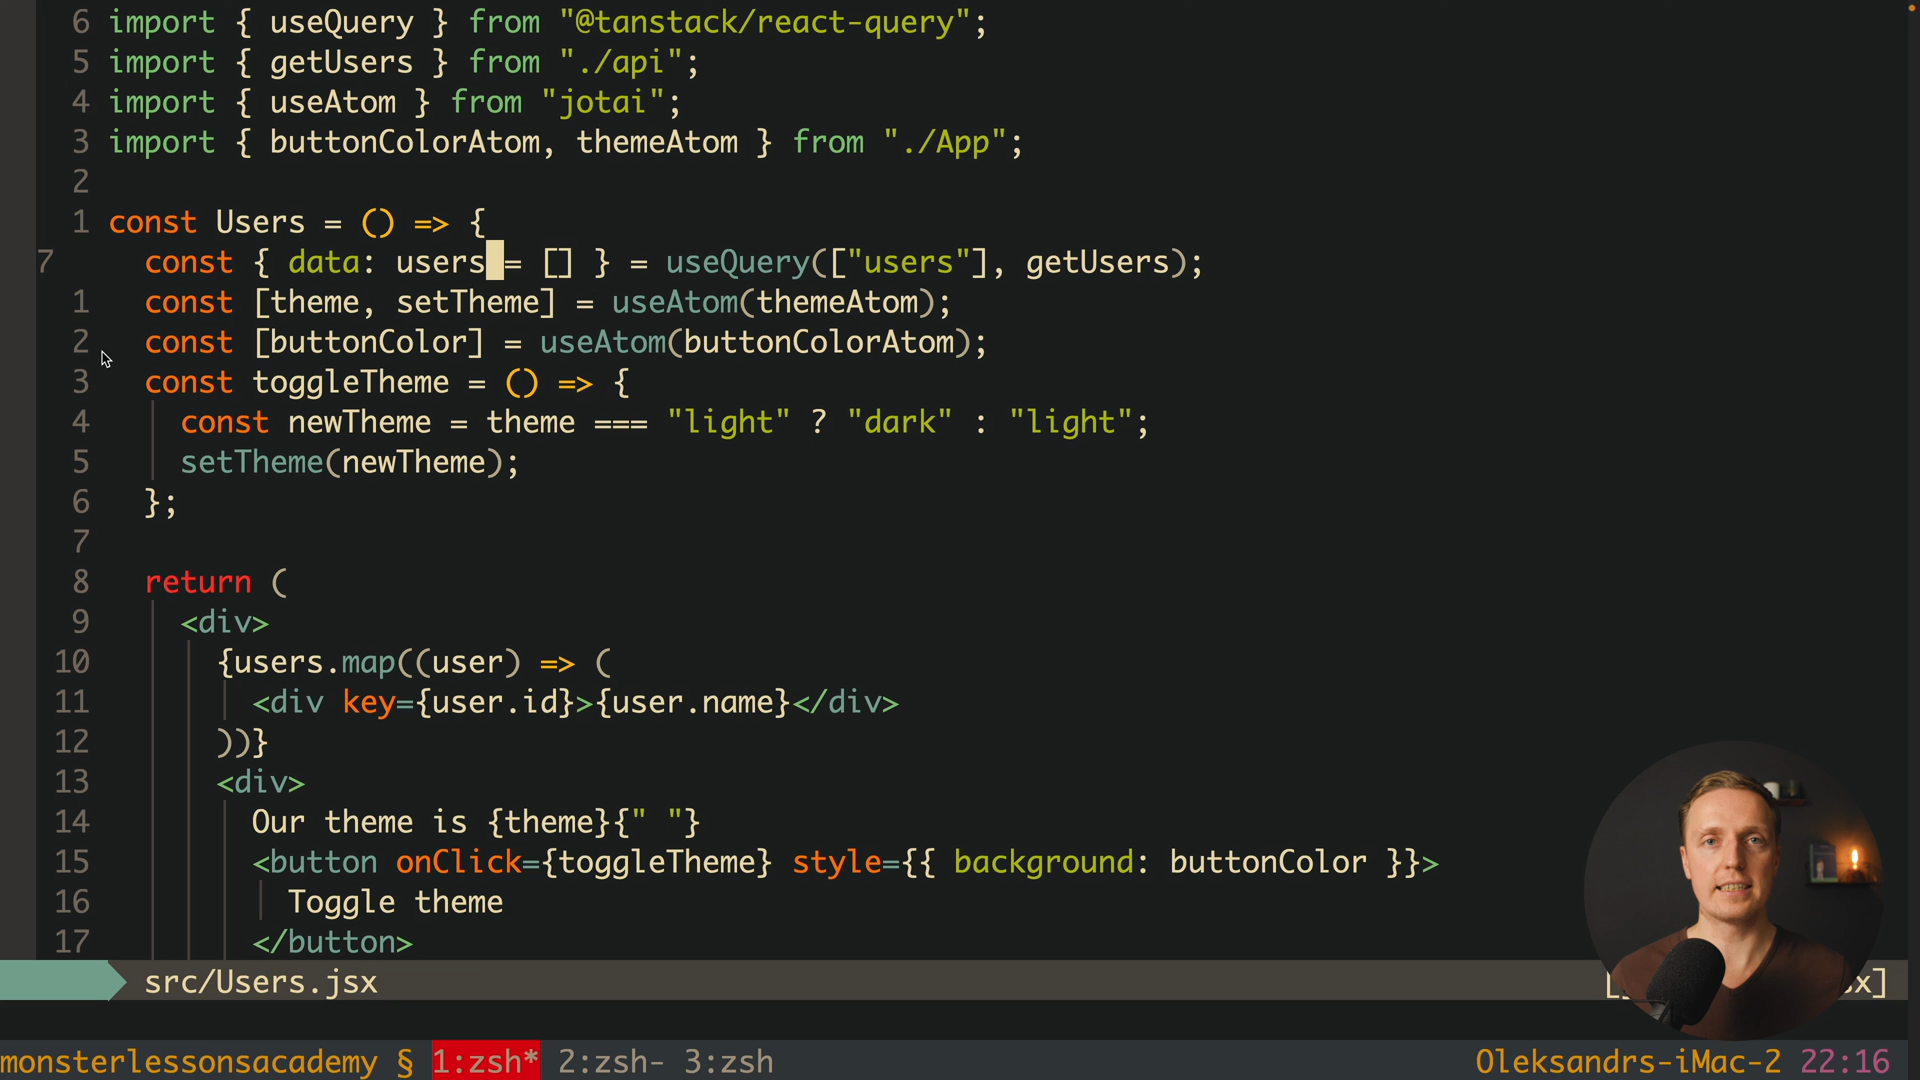 6 import { useQuery } from "@tanstack/react-query";
5 import { getUsers } from "./api";
4 import { useAtom } from "jotai";
3 import { buttonColorAtom, themeAtom } from "./App";
2
1 const Users = () => {
7 const { data: users = [] } = useQuery(["users"], getUsers);
1 const [theme, setTheme] = useAtom(themeAtom);
2 const [buttonColor] = useAtom(buttonColorAtom);
3 const toggleTheme = () => {
4 const newTheme = theme === "light" ? "dark" : "light";
5 setTheme(newTheme);
6 };
7
8 return (
9 <div>
10 {users.map((user) => (
11 <div key={user.id}>{user.name}</div>
12 ))}
13 <div>
14 Our theme is {theme}{" "}
15 <button onClick={toggleTheme} style={{ background: buttonColor }}>
16 Toggle theme
17 </button>
src/Users.jsx
monsterlessonsacademy § 1:zsh* 2:zsh- 3:zsh Oleksandrs-iMac-2 22:16